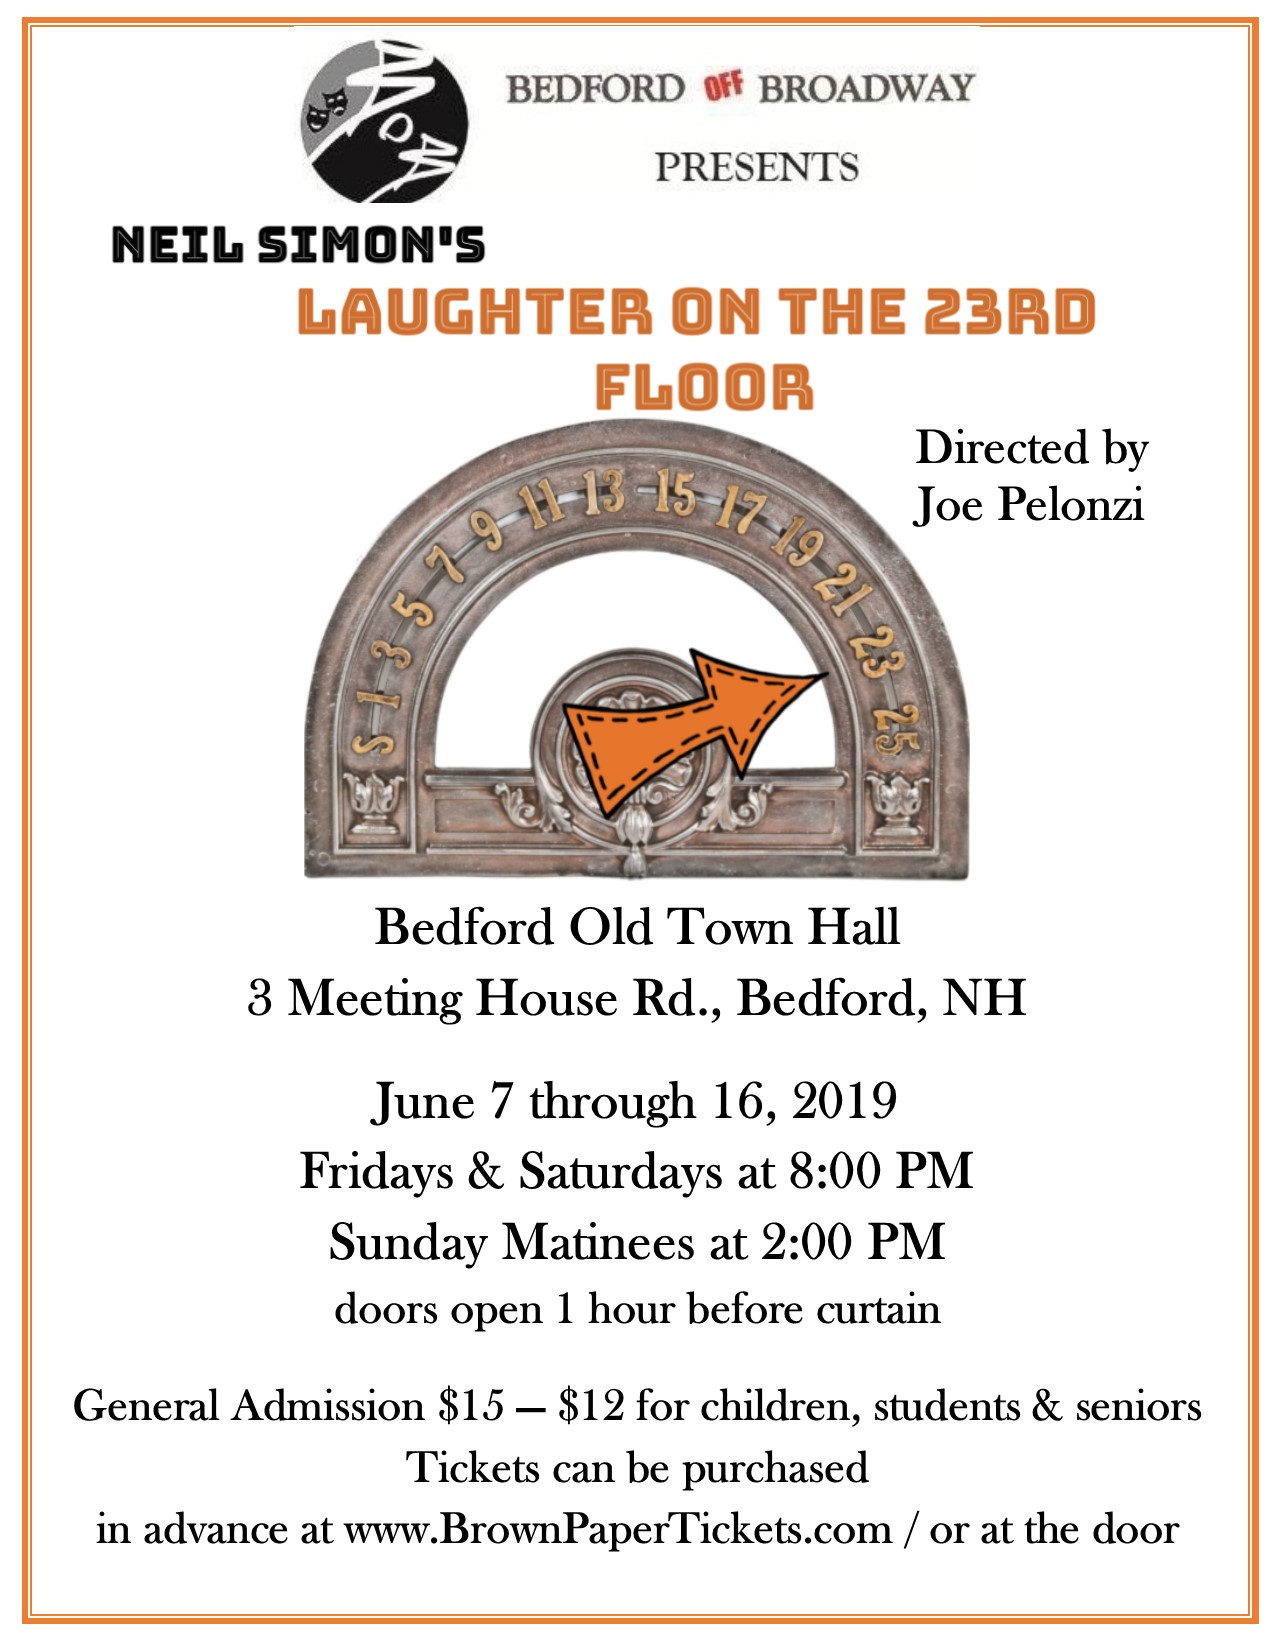 BEDFORD OFF BROADWAY
PRESENTS
NEIL SIMON'S
LAUGHTER ON THE 23RD
FLOOR
Directed by
Joe Pelonzi
S 1 3 5 7 9 11 13 15 17 19 21 23 25
Bedford Old Town Hall
3 Meeting House Rd., Bedford, NH
June 7 through 16, 2019
Fridays & Saturdays at 8:00 PM
Sunday Matinees at 2:00 PM
doors open 1 hour before curtain
General Admission $15 — $12 for children, students & seniors
Tickets can be purchased
in advance at www.BrownPaperTickets.com / or at the door